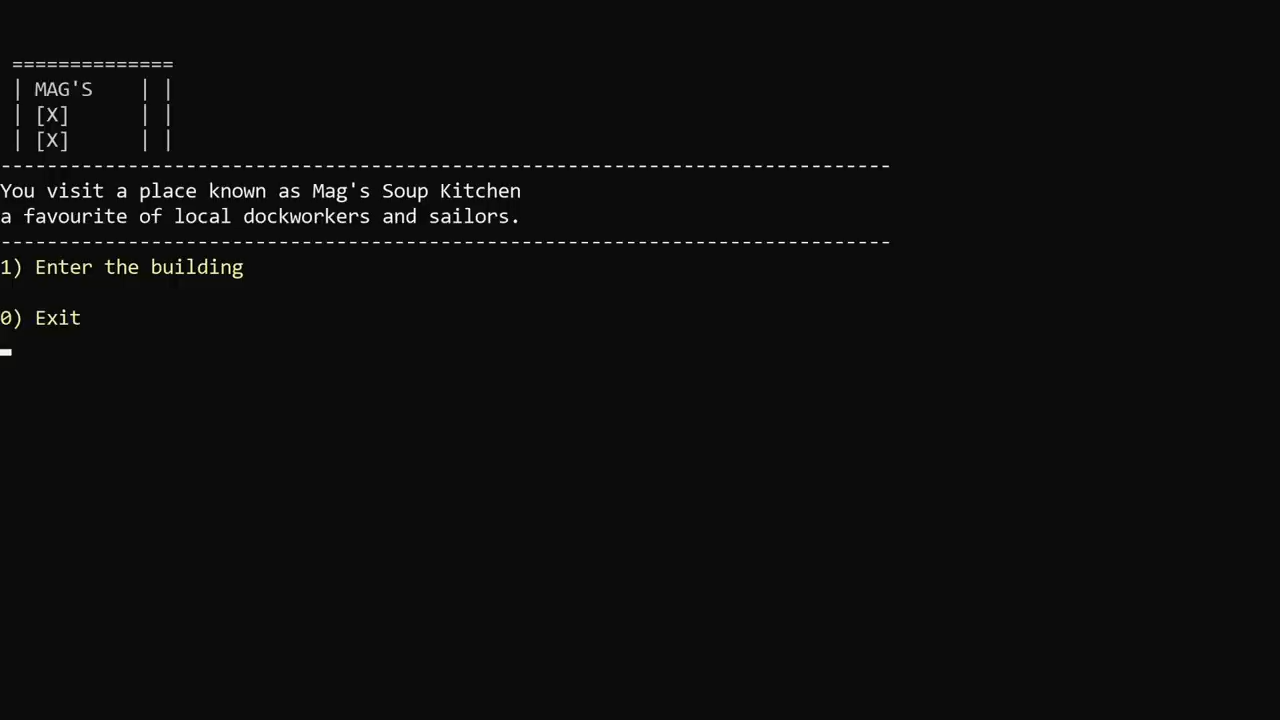 ==============
| MAG'S    | |
| [X]      | |
| [X]      | |
-----------------------------------------------------------------------------
You visit a place known as Mag's Soup Kitchen
a favourite of local dockworkers and sailors.
-----------------------------------------------------------------------------
1) Enter the building
0) Exit